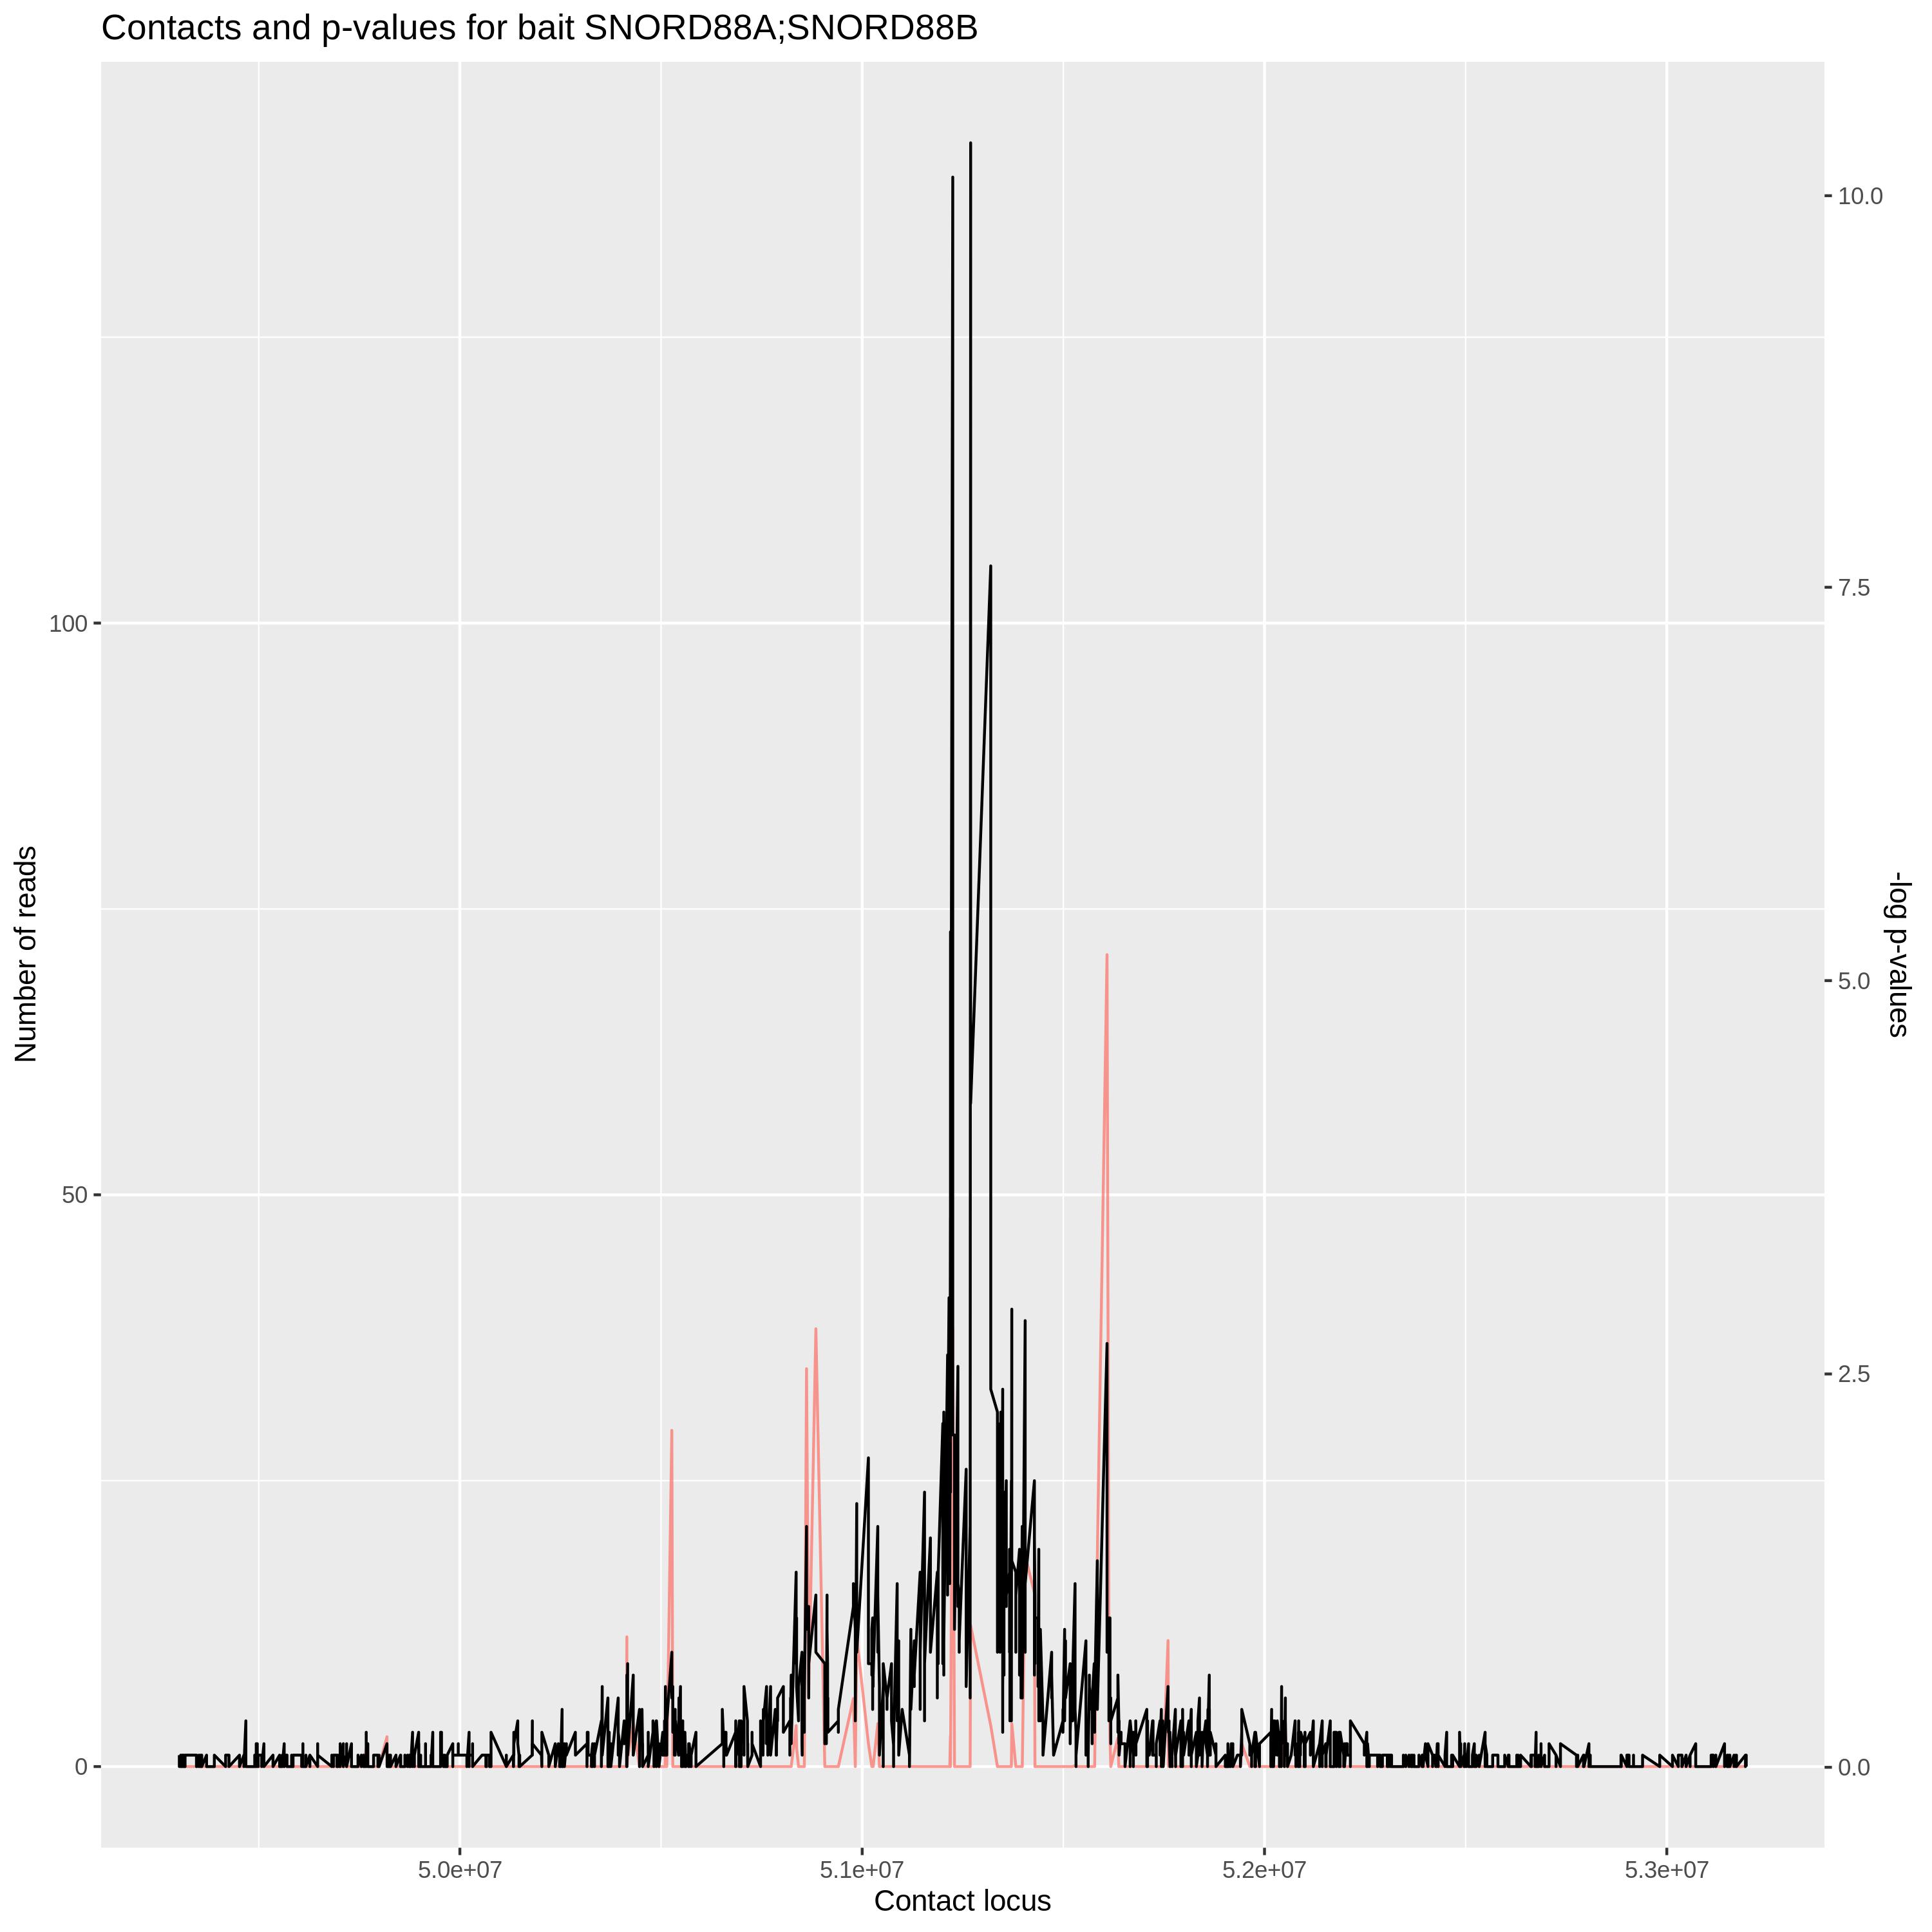 Contacts and p-values for bait SNORD88A;SNORD88B
Number of reads
100
50
0
10.0
7.5
5.0
2.5
0.0
-log p-values
5.0e+07
5.1e+07
5.2e+07
5.3e+07
Contact locus